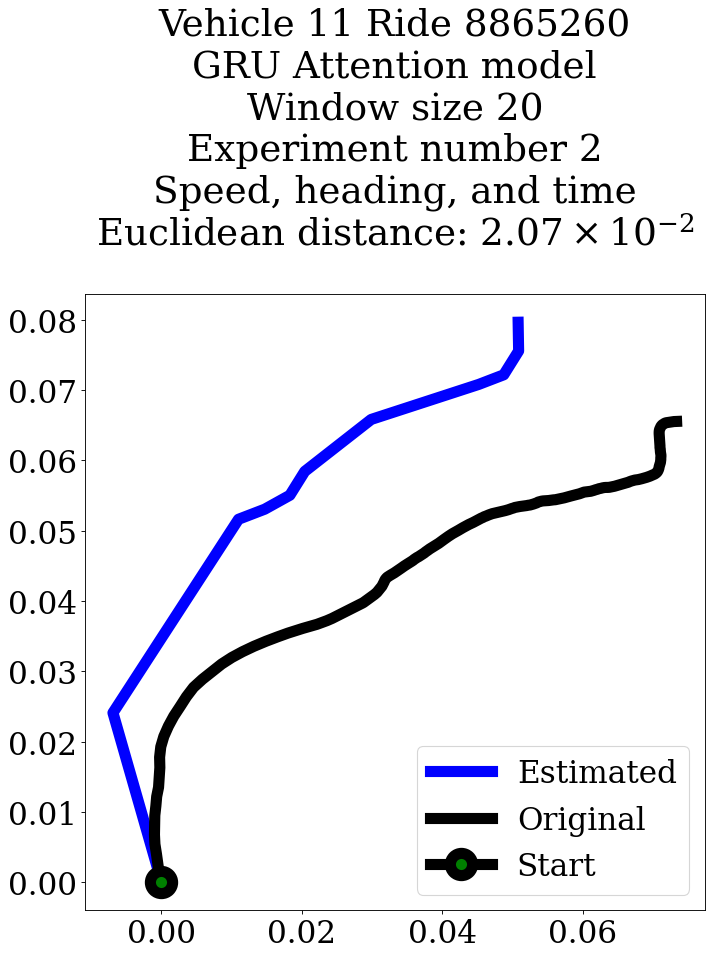 Vehicle 11 Ride 8865260
GRU Attention model
Window size 20
Experiment number 2
Speed, heading, and time
Euclidean distance: 2.07 × 10⁻²
0.08
0.07
0.06
0.05
0.04
0.03
0.02
0.01
0.00
Estimated
Original
Start
0.00 0.02 0.04 0.06